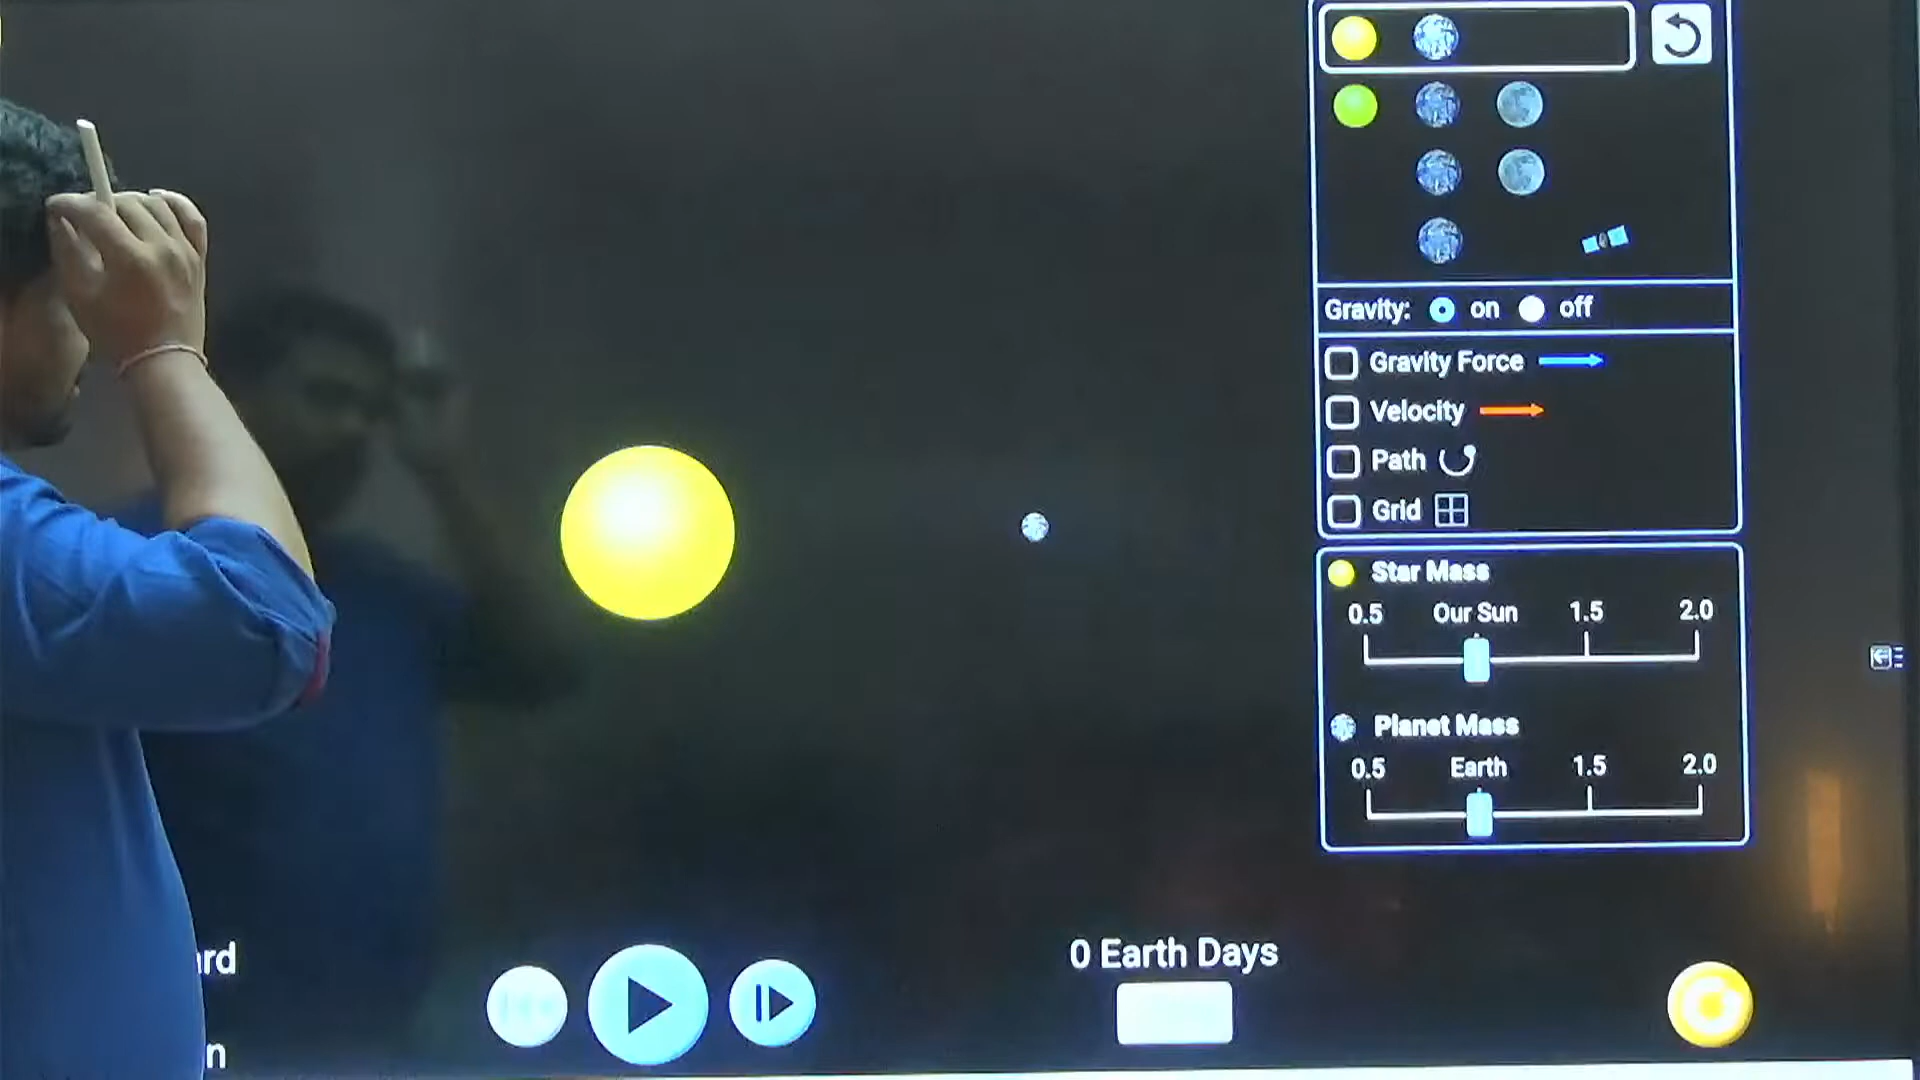 Gravity: on off
Gravity Force
Velocity
Path
Grid
Star Mass
0.5 Our Sun 1.5 2.0
Planet Mass
0.5 Earth 1.5 2.0
0 Earth Days